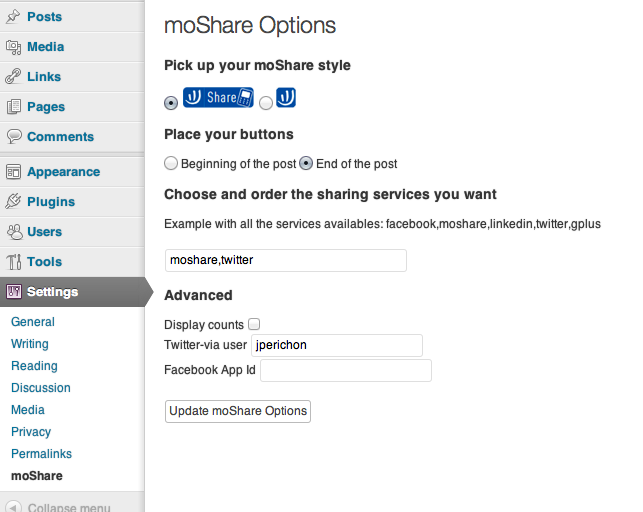 Posts
Media
Links
Pages
Comments
Appearance
Plugins
Users
Tools
Settings
General
Writing
Reading
Discussion
Media
Privacy
Permalinks
moShare
Collapse menu
moShare Options
Pick up your moShare style
Share
Place your buttons
Beginning of the post End of the post
Choose and order the sharing services you want
Example with all the services availables: facebook,moshare,linkedin,twitter,gplus
moshare,twitter
Advanced
Display counts
Twitter-via user jperichon
Facebook App Id
Update moShare Options